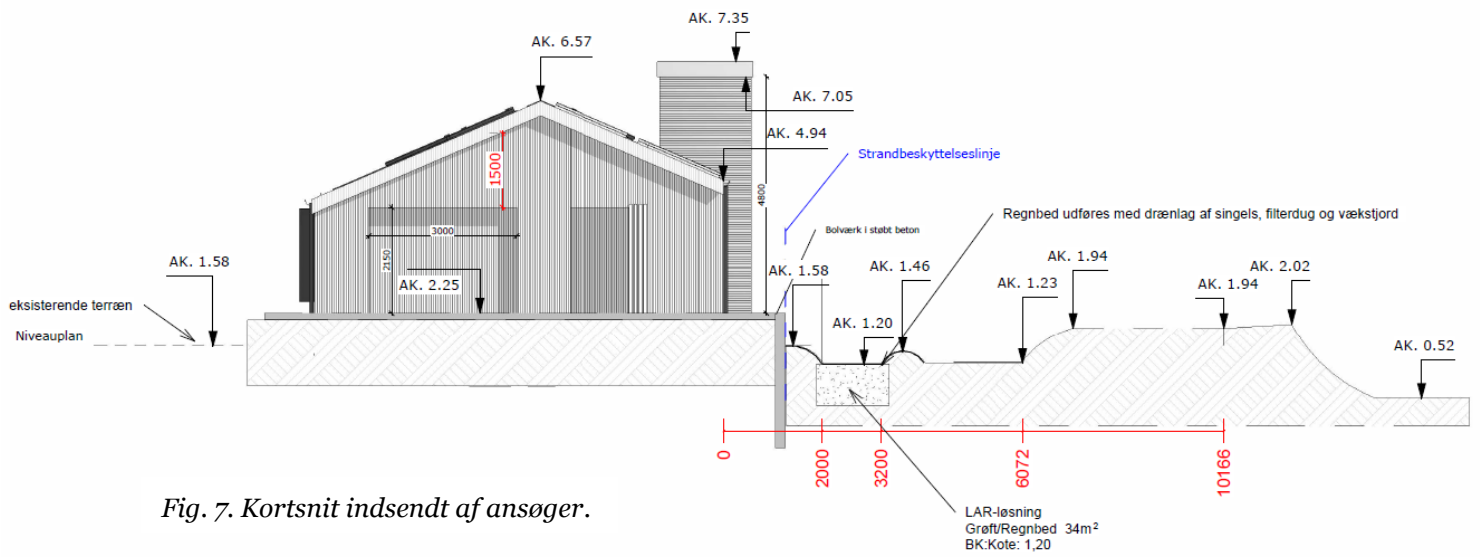 AK. 7.35
AK. 6.57
AK. 7.05
AK. 4.94
Strandbeskyttelseslinje
1500
4800
Regnbed udføres med drænlag af singels, filterdug og vækstjord
3000
Bolværk i støbt beton
2150
AK. 1.58
AK. 2.25
AK. 1.58
AK. 1.46
AK. 1.94
AK. 1.23
AK. 1.94
AK. 2.02
eksisterende terræn
Niveauplan
AK. 1.20
AK. 0.52
0
2000
3200
6072
10166
Fig. 7. Kortsnit indsendt af ansøger.
LAR-løsning
Grøft/Regnbed 34m²
BK:Kote: 1,20